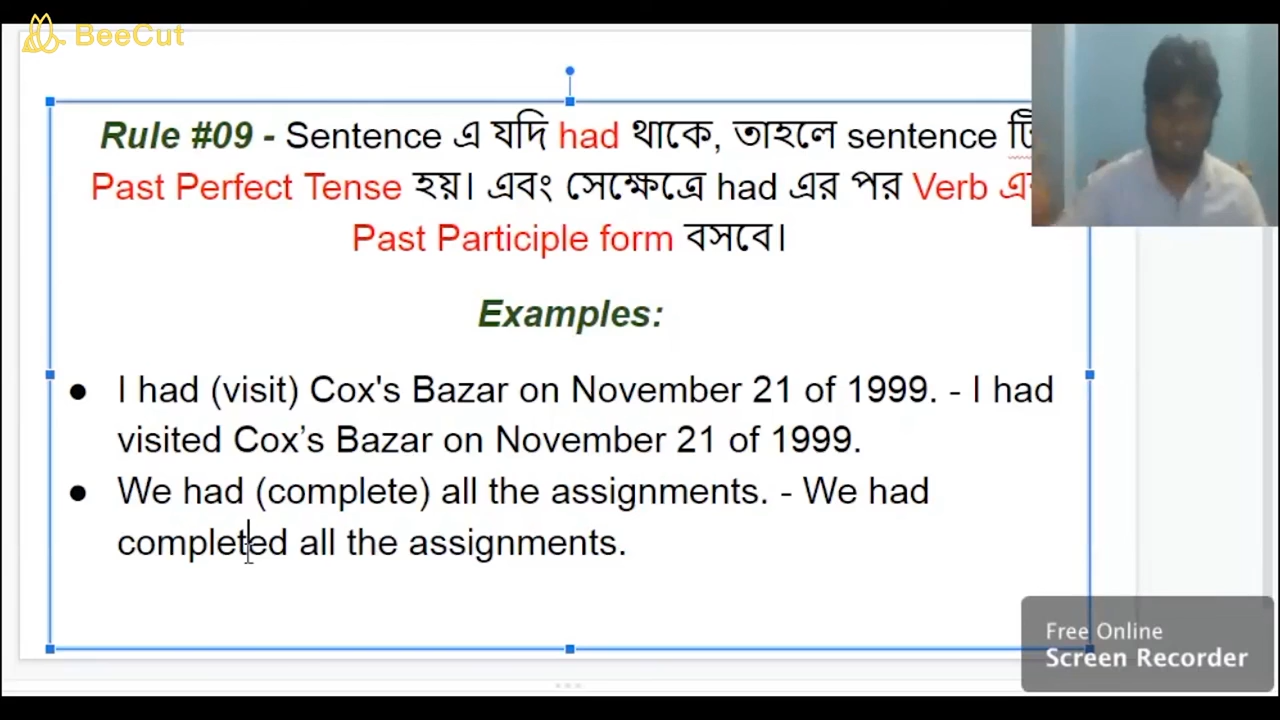 BeeCut
Rule #09 - Sentence এ যদি had থাকে, তাহলে sentence টি
Past Perfect Tense হয়। এবং সেক্ষেত্রে had এর পর Verb
Past Participle form বসবে।
Examples:
● I had (visit) Cox's Bazar on November 21 of 1999. - I had
visited Cox’s Bazar on November 21 of 1999.
● We had (complete) all the assignments. - We had
completed all the assignments.
Free Online
Screen Recorder